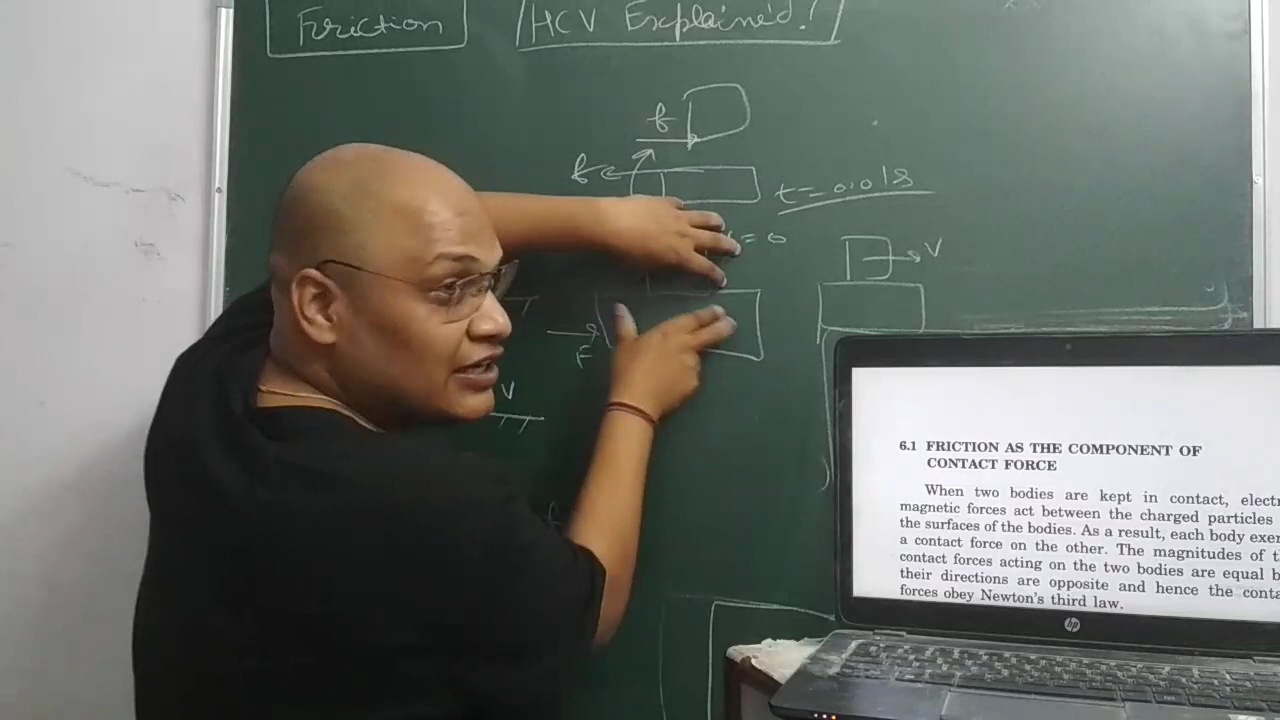 Friction
HCV Explained!
f
f
t = 0.01s
= 0
V
F
V
6.1 FRICTION AS THE COMPONENT OF
CONTACT FORCE
When two bodies are kept in contact, electr
magnetic forces act between the charged particles
the surfaces of the bodies. As a result, each body exer
a contact force on the other. The magnitudes of t
contact forces acting on the two bodies are equal b
their directions are opposite and hence the conta
forces obey Newton's third law.
hp